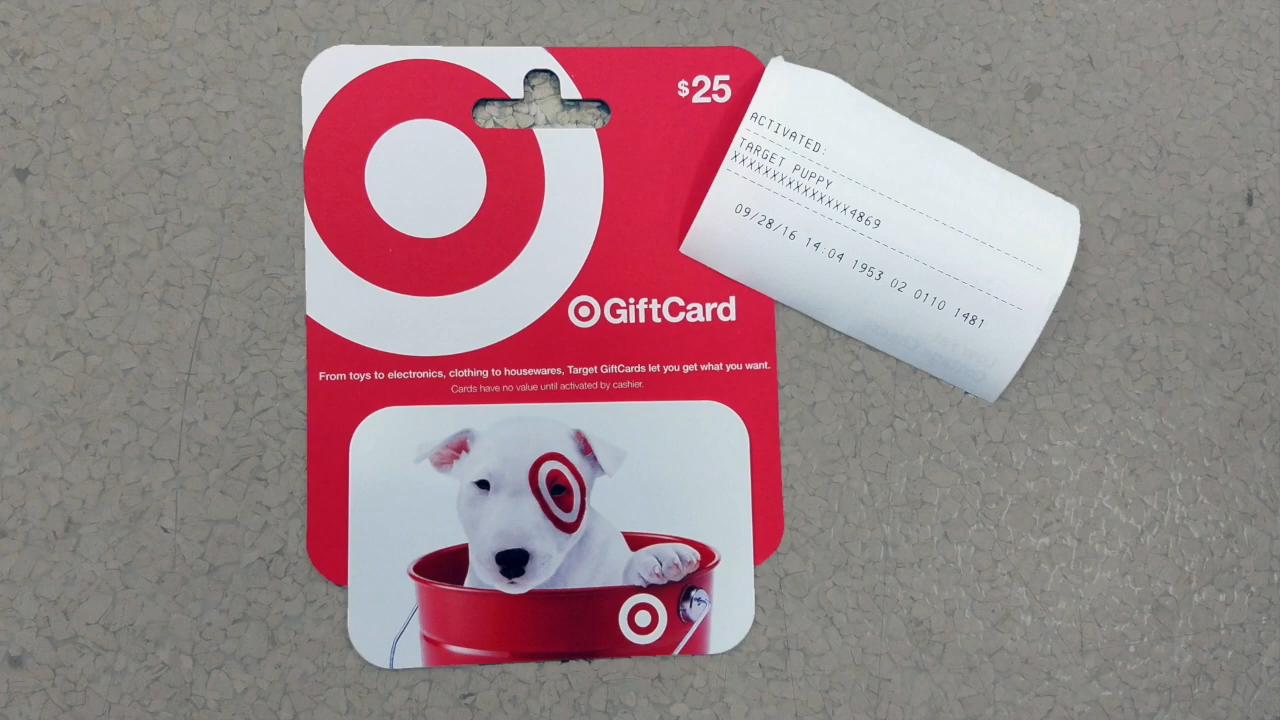 $25
GiftCard
From toys to electronics, clothing to housewares, Target GiftCards let you get what you want.
Cards have no value until activated by cashier.
ACTIVATED:
TARGET PUPPY
XXXXXXXXXXXXXXX4869
09/28/16 14:04 1953 02 0110 1481